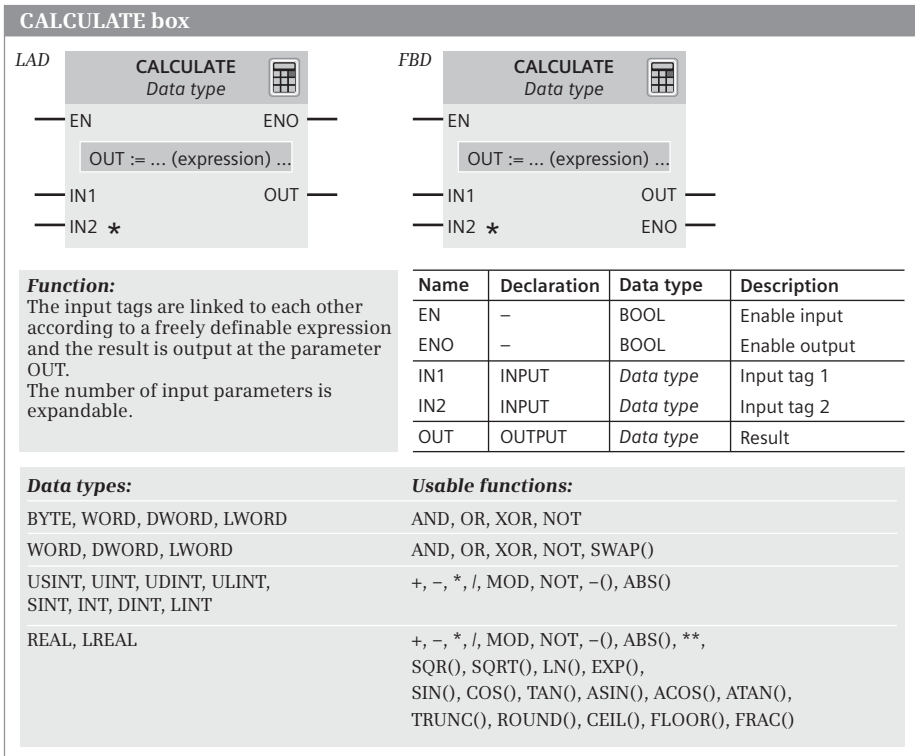 CALCULATE box
LAD
CALCULATE
Data type
EN ENO
OUT := ... (expression) ...
IN1 OUT
IN2 *
FBD
CALCULATE
Data type
EN
OUT := ... (expression) ...
IN1 OUT
IN2 * ENO
Function:
The input tags are linked to each other
according to a freely definable expression
and the result is output at the parameter
OUT.
The number of input parameters is
expandable.
Name Declaration Data type Description
EN – BOOL Enable input
ENO – BOOL Enable output
IN1 INPUT Data type Input tag 1
IN2 INPUT Data type Input tag 2
OUT OUTPUT Data type Result
Data types: Usable functions:
BYTE, WORD, DWORD, LWORD AND, OR, XOR, NOT
WORD, DWORD, LWORD AND, OR, XOR, NOT, SWAP()
USINT, UINT, UDINT, ULINT, +, –, *, /, MOD, NOT, –(), ABS()
SINT, INT, DINT, LINT
REAL, LREAL +, –, *, /, MOD, NOT, –(), ABS(), **,
SQR(), SQRT(), LN(), EXP(),
SIN(), COS(), TAN(), ASIN(), ACOS(), ATAN(),
TRUNC(), ROUND(), CEIL(), FLOOR(), FRAC()